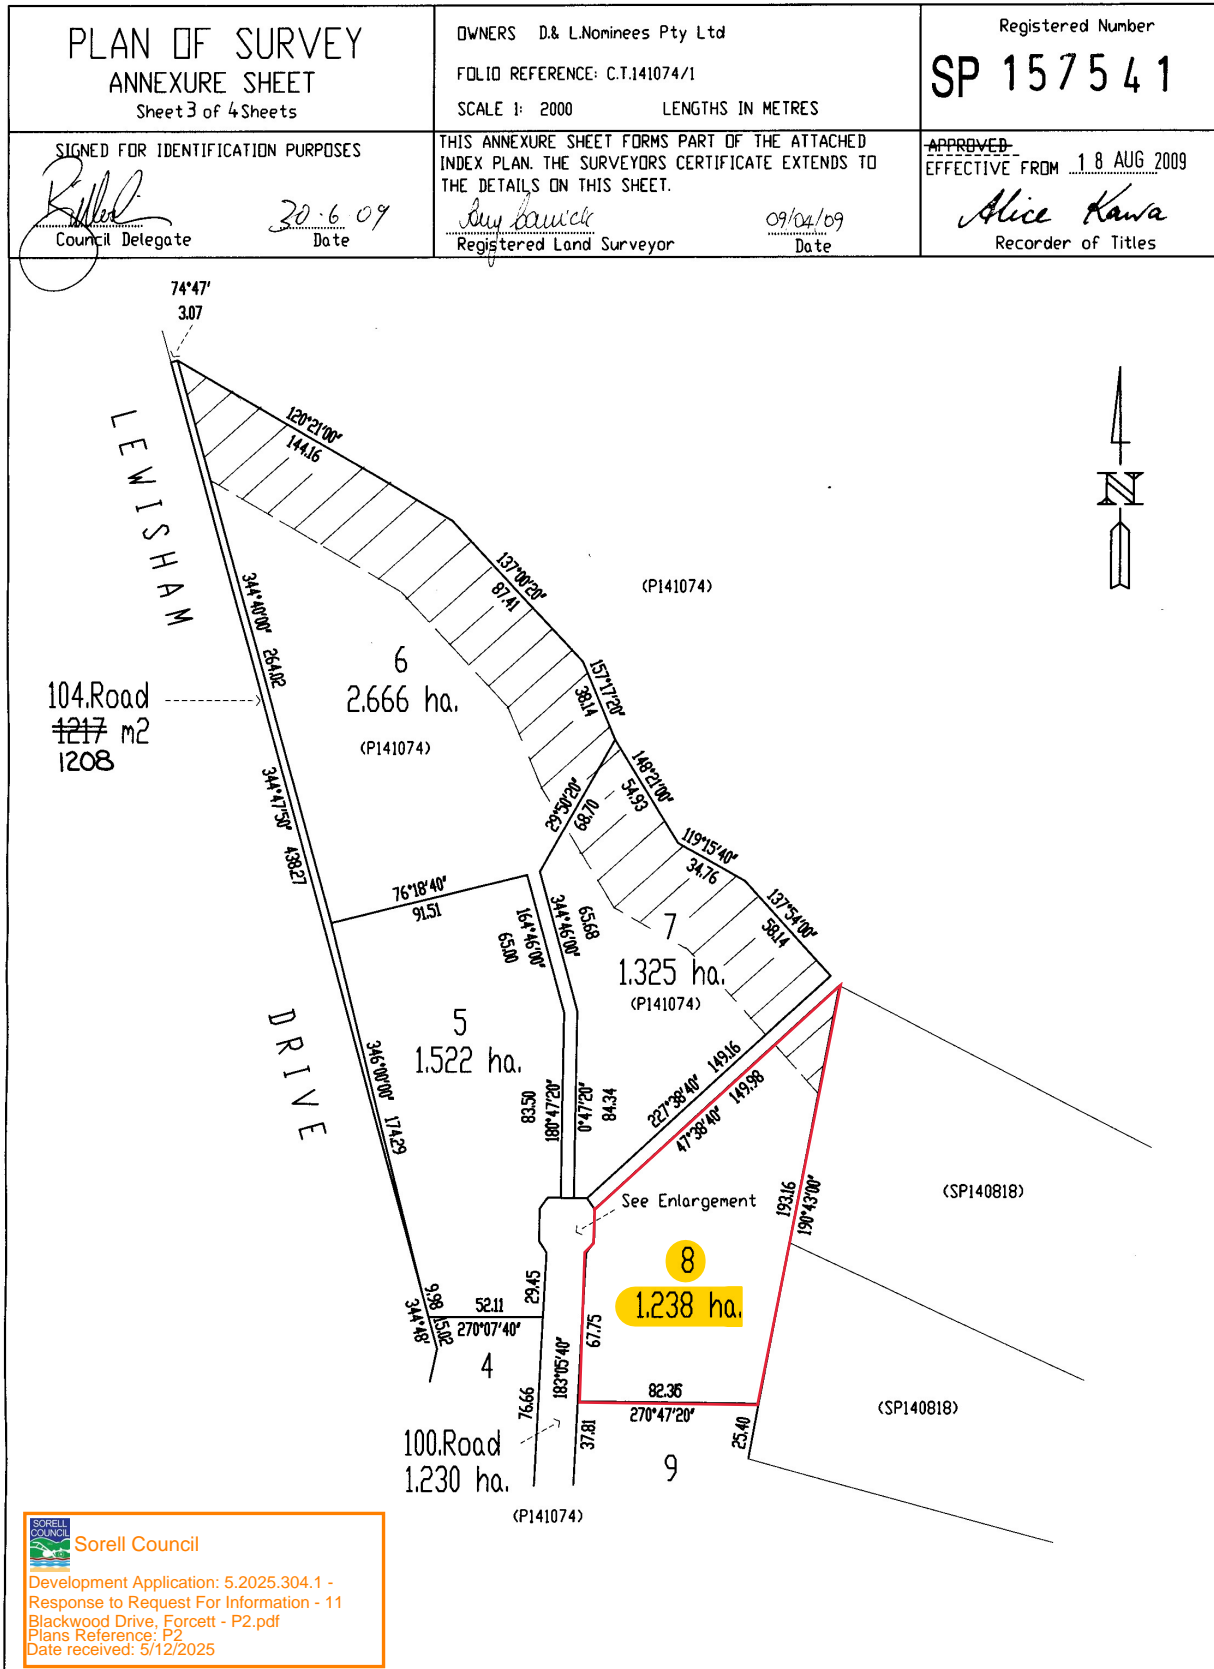 PLAN OF SURVEY
ANNEXURE SHEET
Sheet 3 of 4 Sheets
OWNERS D.& L.Nominees Pty Ltd
FOLIO REFERENCE: C.T.141074/1
SCALE 1: 2000 LENGTHS IN METRES
Registered Number
SP 157541
SIGNED FOR IDENTIFICATION PURPOSES
30·6·09
Council Delegate Date
THIS ANNEXURE SHEET FORMS PART OF THE ATTACHED
INDEX PLAN. THE SURVEYORS CERTIFICATE EXTENDS TO
THE DETAILS ON THIS SHEET.
09/04/09
Registered Land Surveyor Date
APPROVED
EFFECTIVE FROM 18 AUG 2009
Alice Kawa
Recorder of Titles
74°47'
3.07
LEWISHAM
DRIVE
120°21'00"
144.16
N
137°00'20"
87.41
(P141074)
344°40'00" 264.02
6
2.666 ha.
(P141074)
157°17'20"
38.14
104.Road
1217 m2
1208
148°21'00"
54.93
29°50'20"
68.70
344°47'50" 438.27
119°15'40"
34.76
76°18'40"
91.51
137°54'00"
58.14
164°46'00"
65.00
344°46'00"
65.68
7
1.325 ha.
(P141074)
5
1.522 ha.
346°00'00" 174.29
83.50
180°47'20"
0°47'20"
84.34
227°38'40" 149.16
47°38'40" 149.98
See Enlargement
193.16
190°43'00"
(SP140818)
8
1.238 ha.
9.98
344°48'
15.02
52.11
270°07'40"
29.45
4
67.75
183°05'40"
76.66
82.36
270°47'20"
37.81
25.40
(SP140818)
100.Road
1.230 ha.
9
(P141074)
SORELL
COUNCIL
Sorell Council
Development Application: 5.2025.304.1 -
Response to Request For Information - 11
Blackwood Drive, Forcett - P2.pdf
Plans Reference: P2
Date received: 5/12/2025